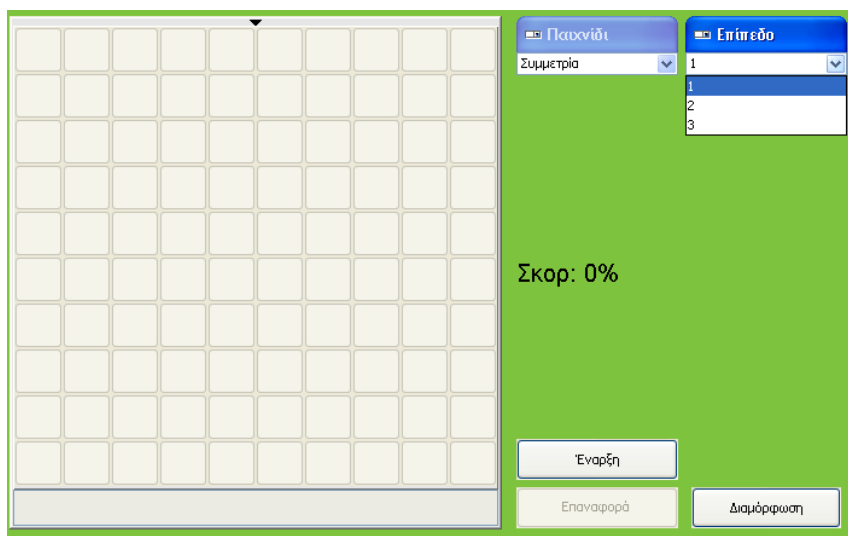 Παιχνίδι
Επίπεδο
Συμμετρία
1
1
2
3
Σκορ: 0%
Έναρξη
Επαναφορά
Διαμόρφωση